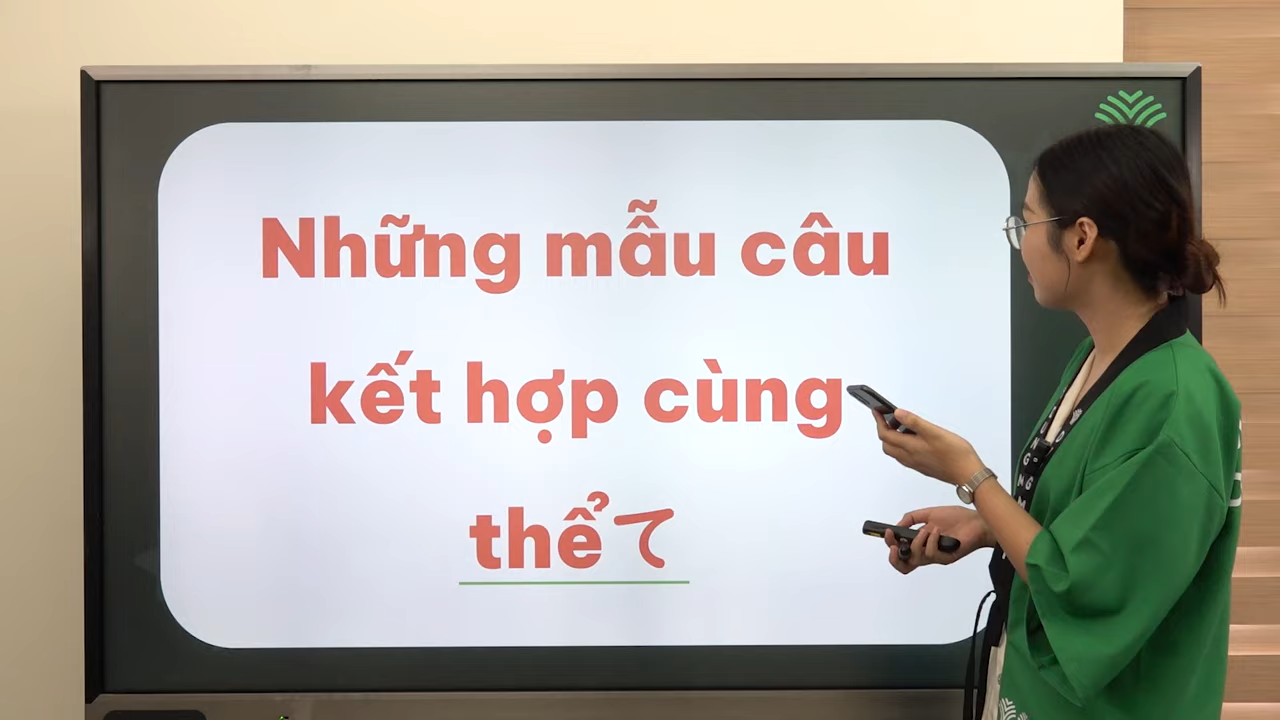 Những mẫu câu
kết hợp cùng
thể て